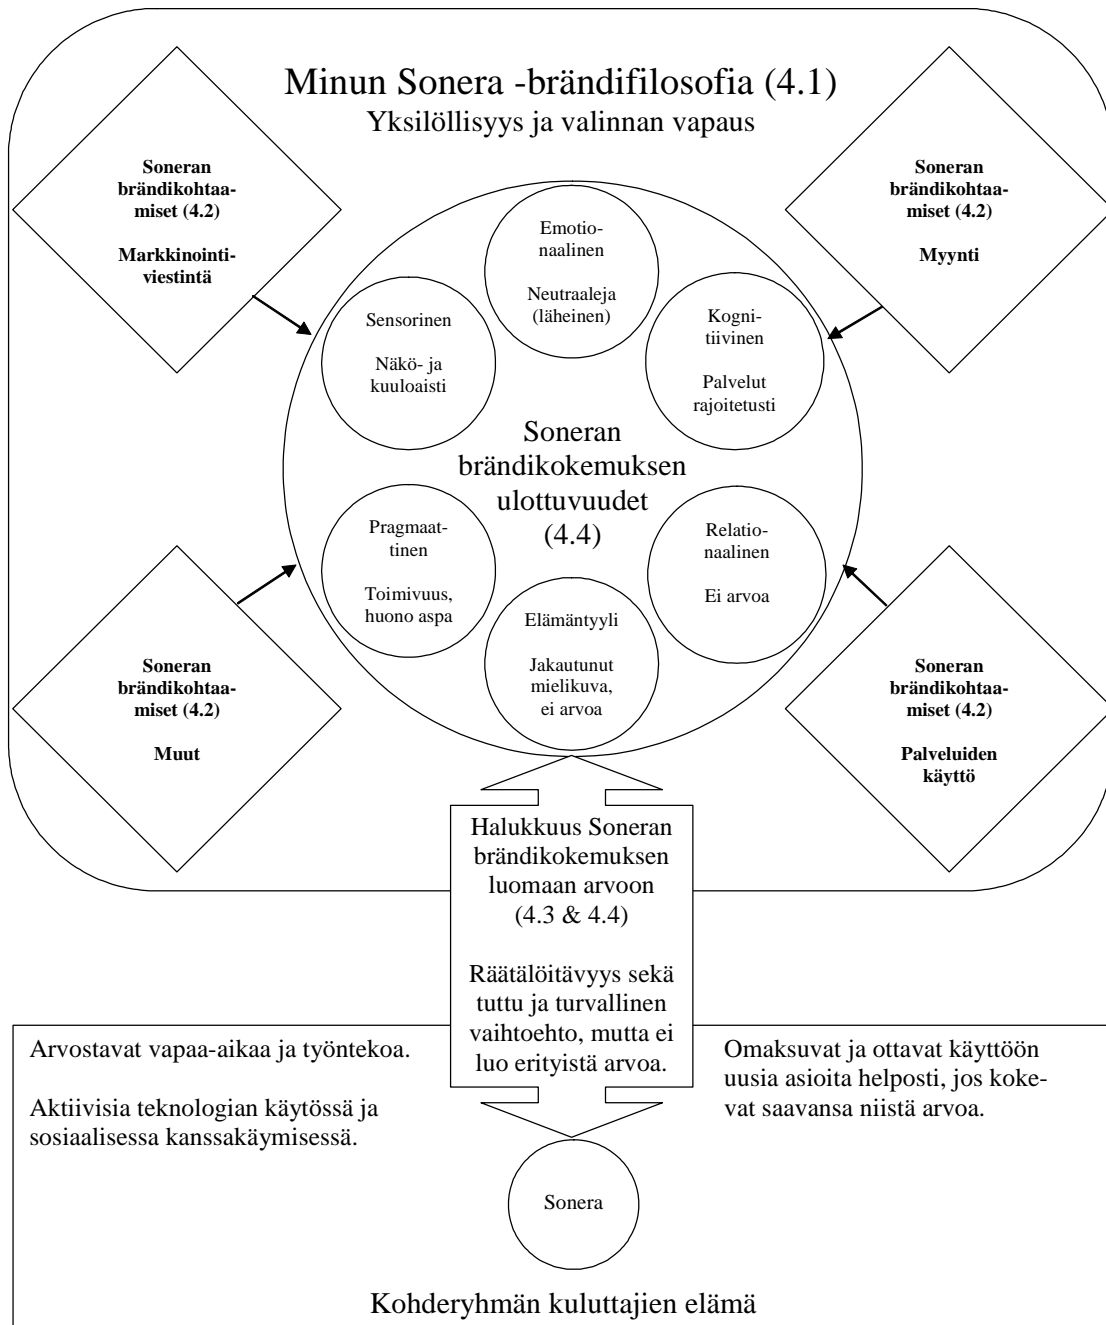 Minun Sonera -brändifilosofia (4.1)
Yksilöllisyys ja valinnan vapaus
Soneran
brändikohtaa-
miset (4.2)
Markkinointi-
viestintä
Soneran
brändikohtaa-
miset (4.2)
Myynti
Emotio-
naalinen
Neutraaleja
(läheinen)
Sensorinen
Näkö- ja
kuuloaisti
Kogni-
tiivinen
Palvelut
rajoitetusti
Soneran
brändikokemuksen
ulottuvuudet
(4.4)
Pragmaat-
tinen
Toimivuus,
huono aspa
Relatio-
naalinen
Ei arvoa
Elämäntyyli
Jakautunut
mielikuva,
ei arvoa
Soneran
brändikohtaa-
miset (4.2)
Muut
Soneran
brändikohtaa-
miset (4.2)
Palveluiden
käyttö
Halukkuus Soneran
brändikokemuksen
luomaan arvoon
(4.3 & 4.4)
Räätälöitävyys sekä
tuttu ja turvallinen
vaihtoehto, mutta ei
luo erityistä arvoa.
Arvostavat vapaa-aikaa ja työntekoa.
Aktiivisia teknologian käytössä ja
sosiaalisessa kanssakäymisessä.
Omaksuvat ja ottavat käyttöön
uusia asioita helposti, jos koke-
vat saavansa niistä arvoa.
Sonera
Kohderyhmän kuluttajien elämä